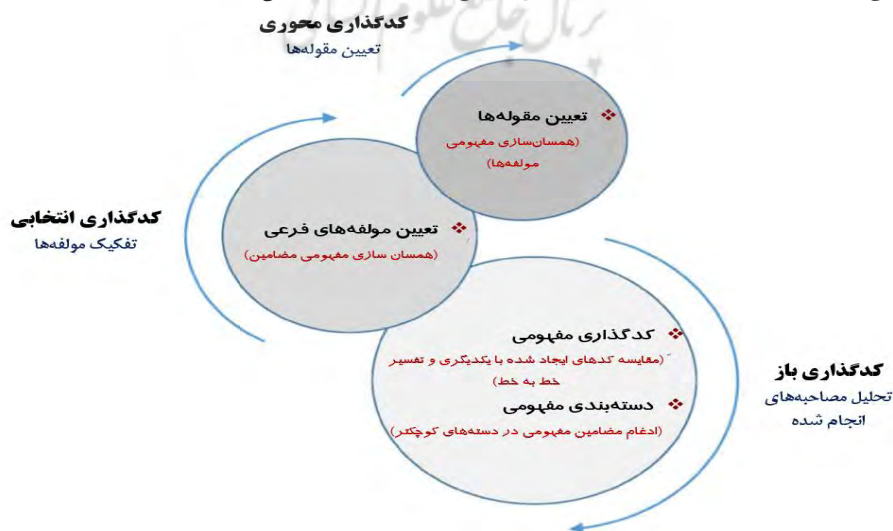 کدگذاری محوری
تعیین مقوله‌ها
❖ تعیین مقوله‌ها
(همسان‌سازی مفهومی
مولفه‌ها)
کدگذاری انتخابی
تفکیک مولفه‌ها
❖ تعیین مولفه‌های فرعی
(همسان سازی مفهومی مضامین)
❖ کدگذاری مفهومی
(مقایسه کدهای ایجاد شده با یکدیگری و تفسیر
خط به خط)
❖ دسته‌بندی مفهومی
(ادغام مضامین مفهومی در دسته‌های کوچکتر)
کدگذاری باز
تحلیل مصاحبه‌های
انجام شده